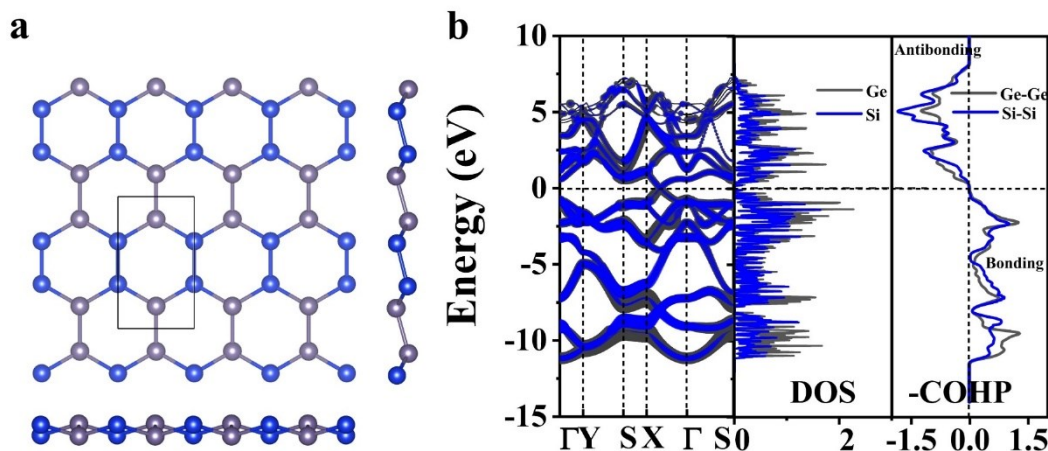 a
b
Energy (eV)
10
5
0
-5
-10
-15
ΓY S X Γ S
Ge
Si
DOS
0 2
Antibonding
Ge-Ge
Si-Si
Bonding
-COHP
-1.5 0.0 1.5